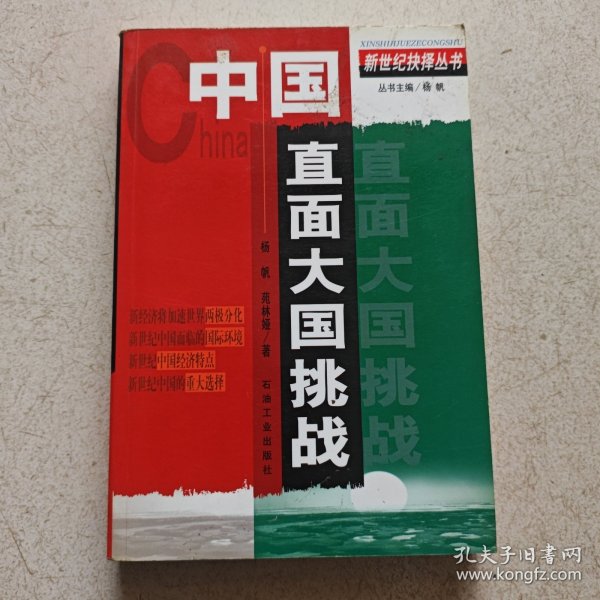 XINSHIJIJUEZECONGSHU
新世纪抉择丛书
丛书主编/杨 帆
China
中国
直面大国挑战
直面大国挑战
杨 帆 苑林娅/著
石油工业出版社
新经济将加速世界两极分化
新世纪中国面临的国际环境
新世纪中国经济特点
新世纪中国的重大选择
孔夫子旧书网
www.kongfz.com